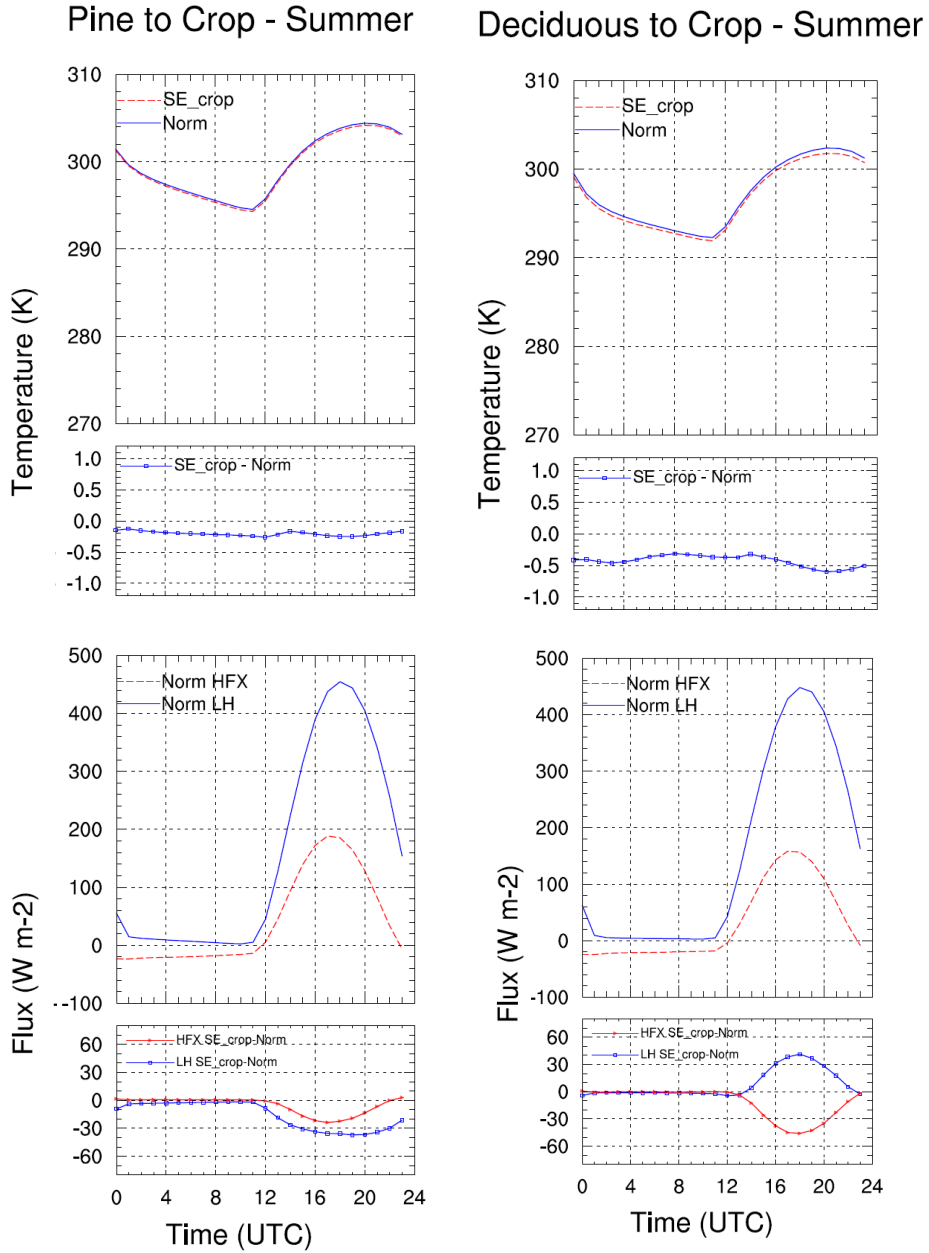 Pine to Crop - Summer
310
300
290
280
270
SE_crop
Norm
Temperature (K)
1.0
0.5
0.0
-0.5
-1.0
SE_crop - Norm
500
400
300
200
100
0
-100
Norm HFX
Norm LH
Flux (W m-2)
60
30
0
-30
-60
HFX SE_crop-Norm
LH SE_crop-Norm
0 4 8 12 16 20 24
Time (UTC)
Deciduous to Crop - Summer
310
300
290
280
270
SE_crop
Norm
Temperature (K)
1.0
0.5
0.0
-0.5
-1.0
SE_crop - Norm
500
400
300
200
100
0
-100
Norm HFX
Norm LH
Flux (W m-2)
60
30
0
-30
-60
HFX SE_crop-Norm
LH SE_crop-Norm
0 4 8 12 16 20 24
Time (UTC)